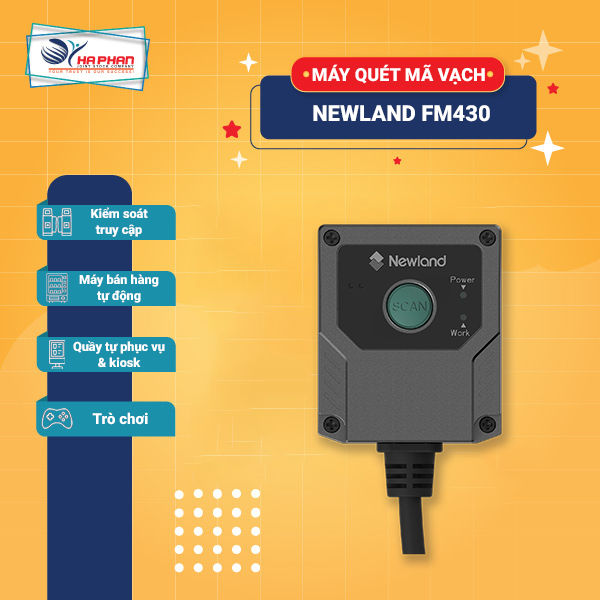 HA PHAN
JOINT STOCK COMPANY
YOUR TRUST IS OUR SUCCESS!
MÁY QUÉT MÃ VẠCH
NEWLAND FM430
Kiểm soát
truy cập
Máy bán hàng
tự động
Quầy tự phục vụ
& kiosk
Trò chơi
Newland
Power
SCAN
Work